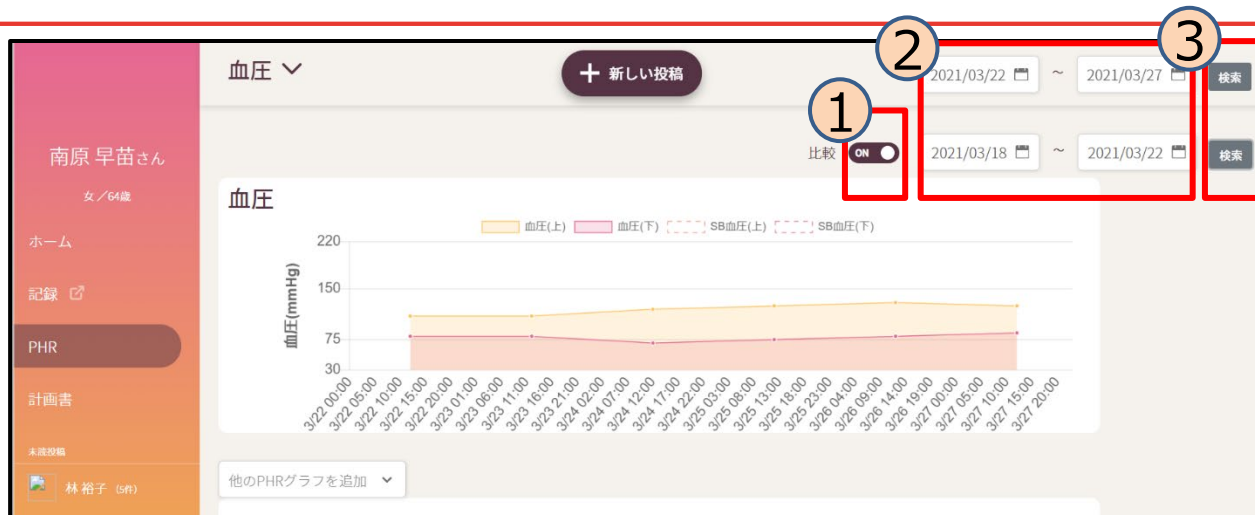 血圧
＋ 新しい投稿
2021/03/22 ～ 2021/03/27 検索
比較 ON 2021/03/18 ～ 2021/03/22 検索
1
2
3
南原 早苗さん
女／64歳
ホーム
記録
PHR
計画書
未読投稿
林 裕子 (5件)
血圧
血圧(上) 血圧(下) SB血圧(上) SB血圧(下)
血圧(mmHg)
220
150
75
30
3/22 00:00 3/22 05:00 3/22 10:00 3/22 15:00 3/22 20:00 3/23 01:00 3/23 06:00 3/23 11:00 3/23 16:00 3/23 21:00 3/24 02:00 3/24 07:00 3/24 12:00 3/24 17:00 3/24 22:00 3/25 03:00 3/25 08:00 3/25 13:00 3/25 18:00 3/25 23:00 3/26 04:00 3/26 09:00 3/26 14:00 3/26 19:00 3/27 00:00 3/27 05:00 3/27 10:00 3/27 15:00 3/27 20:00
他のPHRグラフを追加